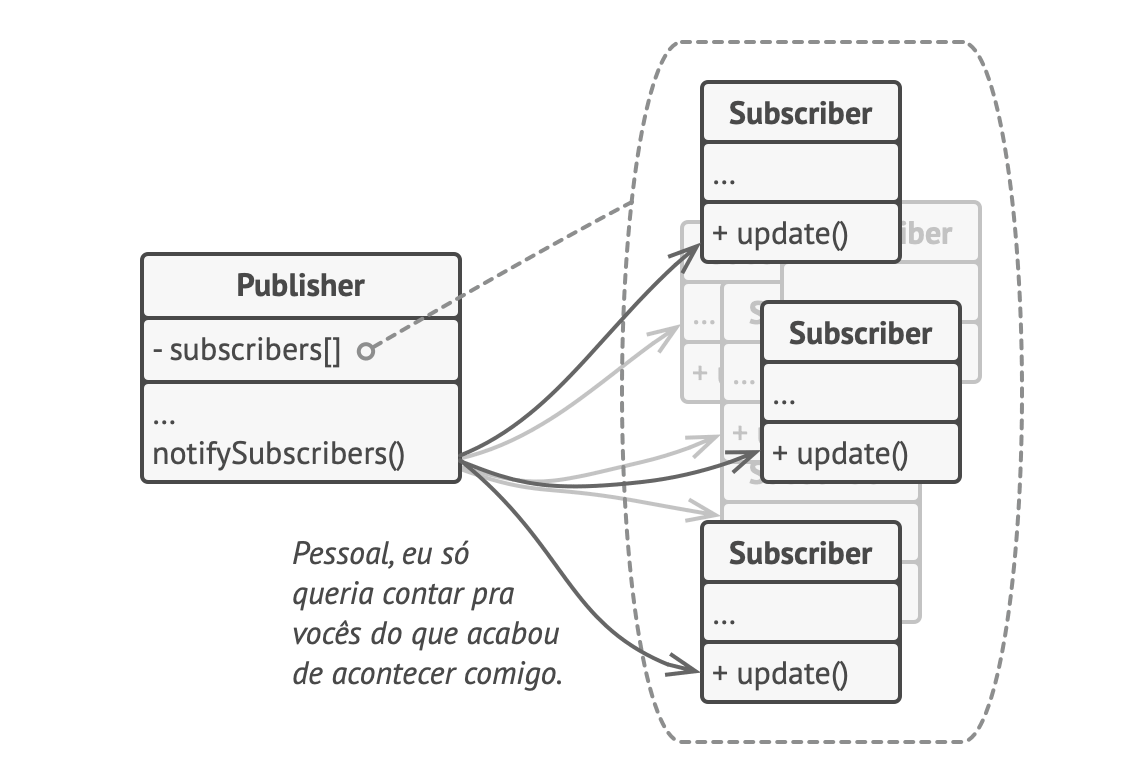 Publisher
- subscribers[]
...
notifySubscribers()
Pessoal, eu só
queria contar pra
vocês do que acabou
de acontecer comigo.
Subscriber
...
+ update()
Subscriber
...
+ update()
Subscriber
...
+ update()